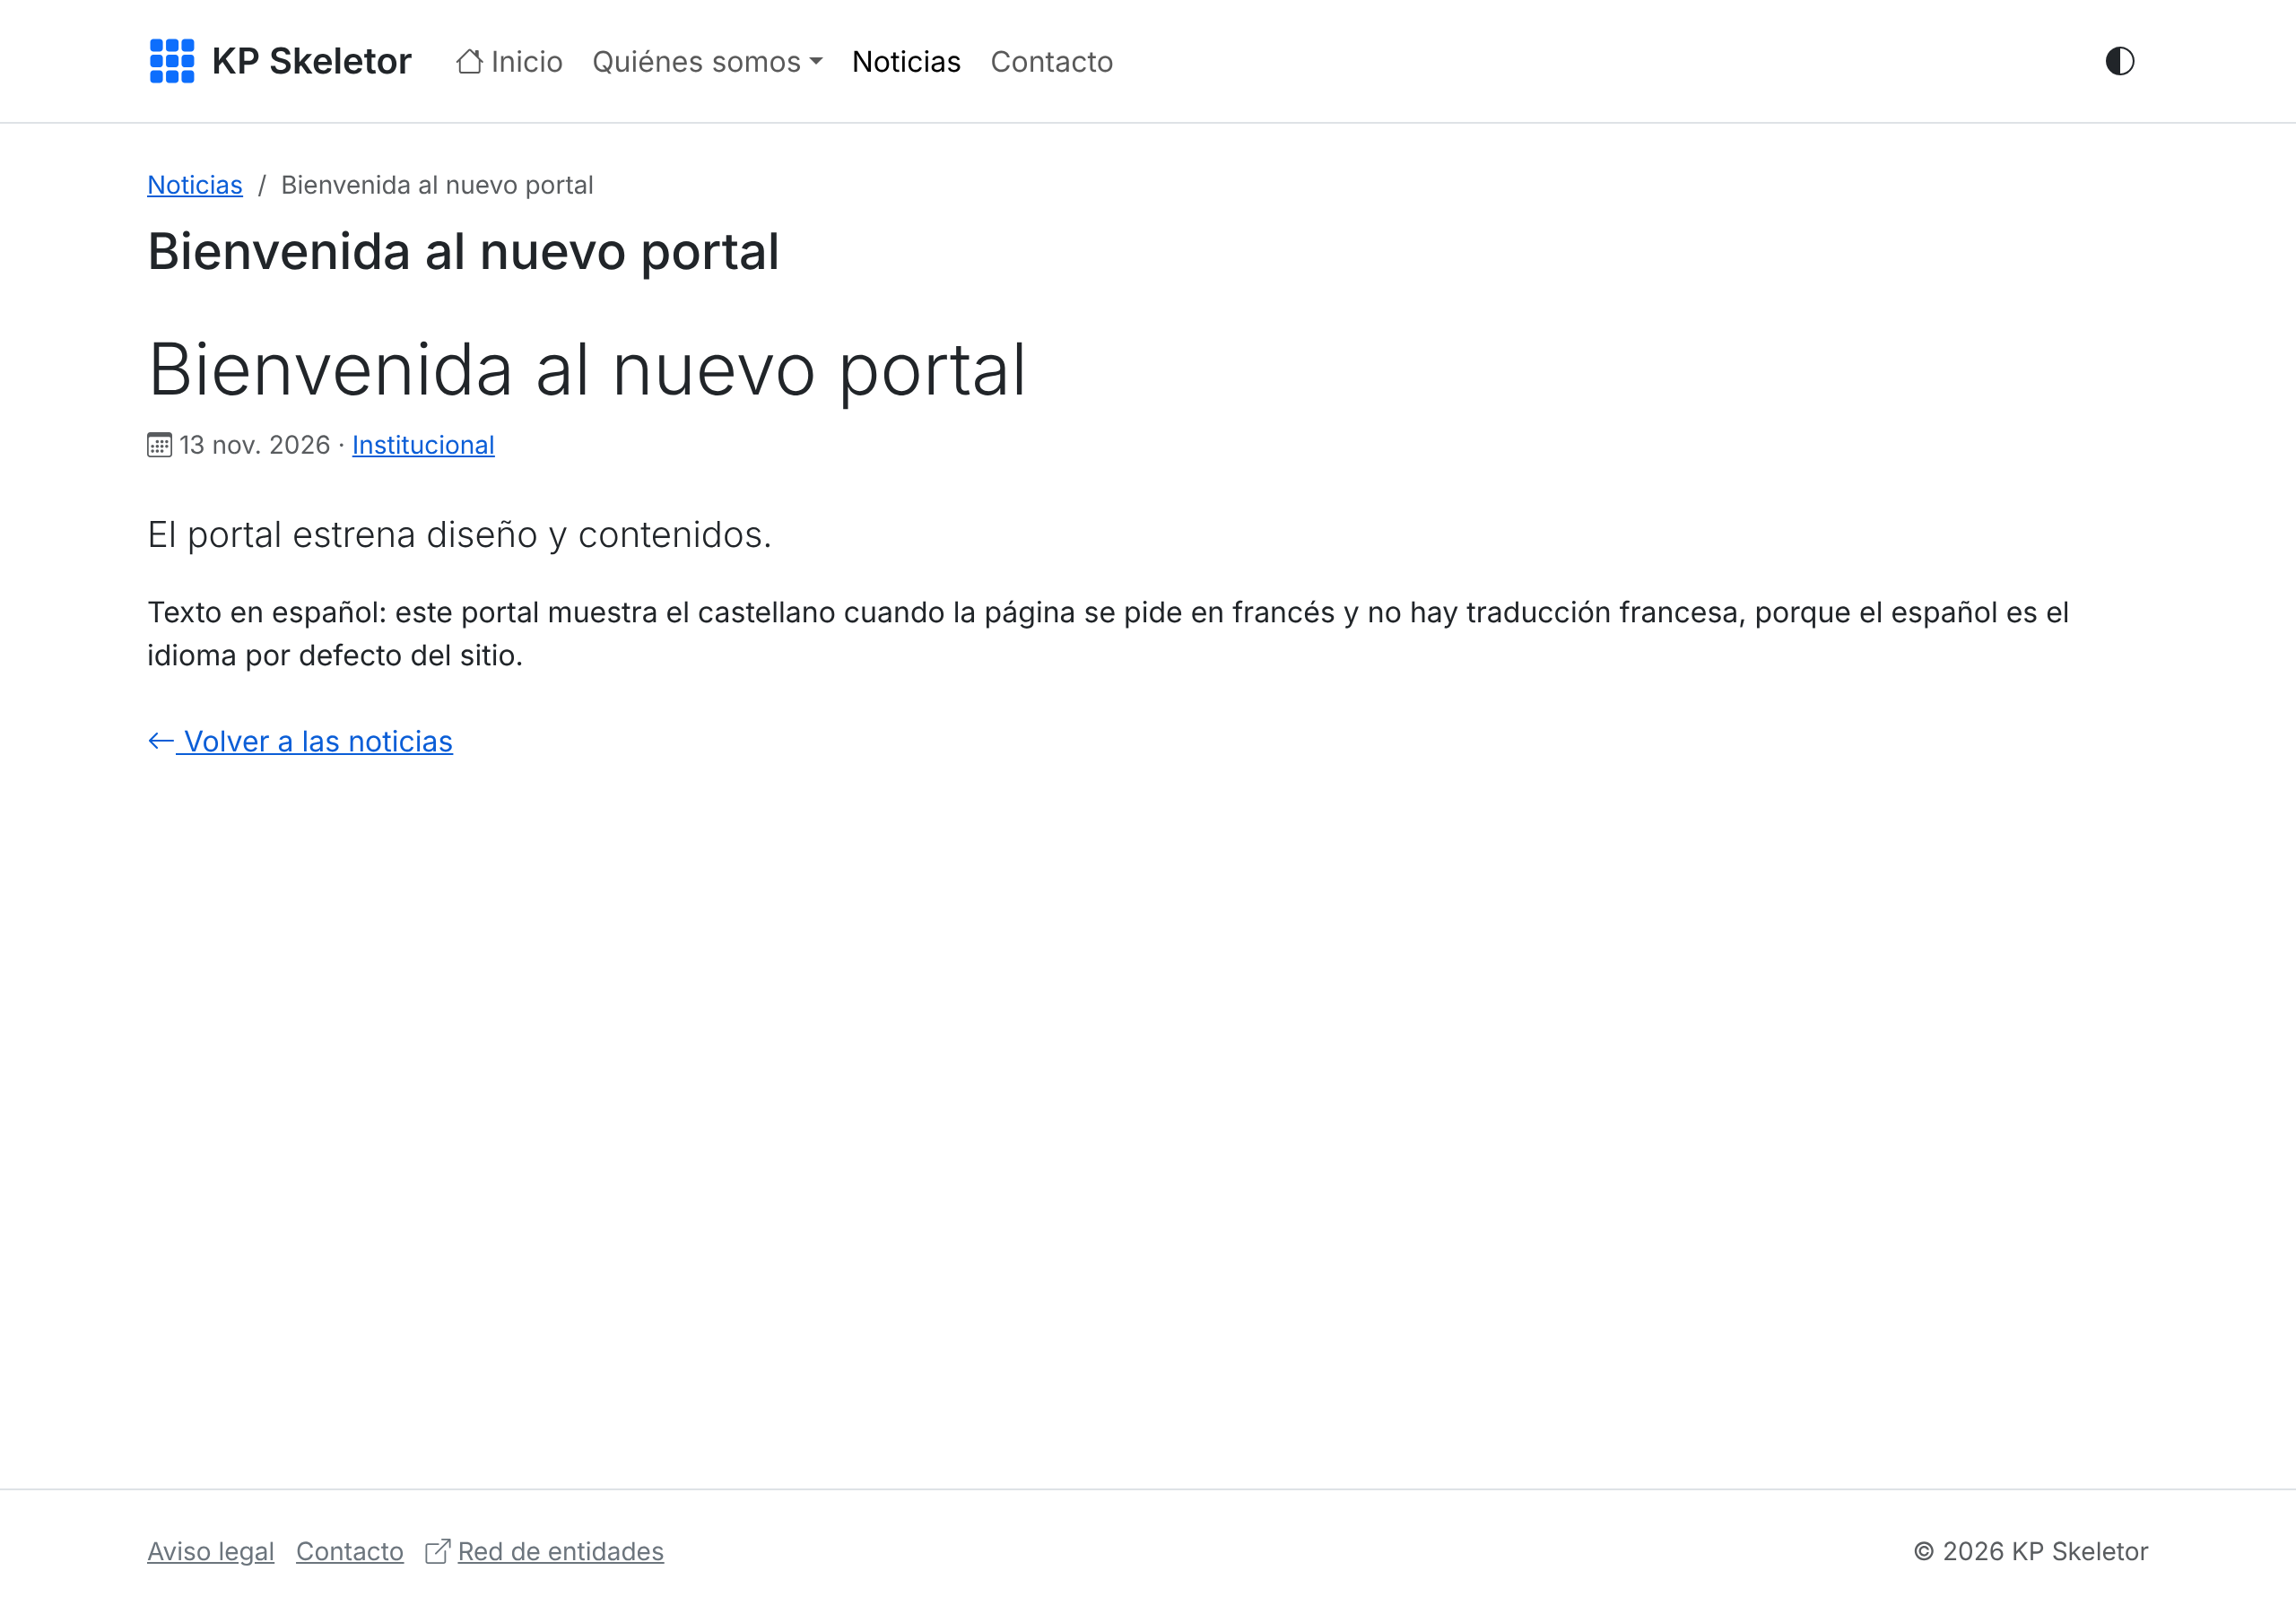 KP Skeletor Inicio Quiénes somos Noticias Contacto
Noticias / Bienvenida al nuevo portal
Bienvenida al nuevo portal
Bienvenida al nuevo portal
13 nov. 2026 · Institucional
El portal estrena diseño y contenidos.
Texto en español: este portal muestra el castellano cuando la página se pide en francés y no hay traducción francesa, porque el español es el
idioma por defecto del sitio.
Volver a las noticias
Aviso legal Contacto Red de entidades © 2026 KP Skeletor